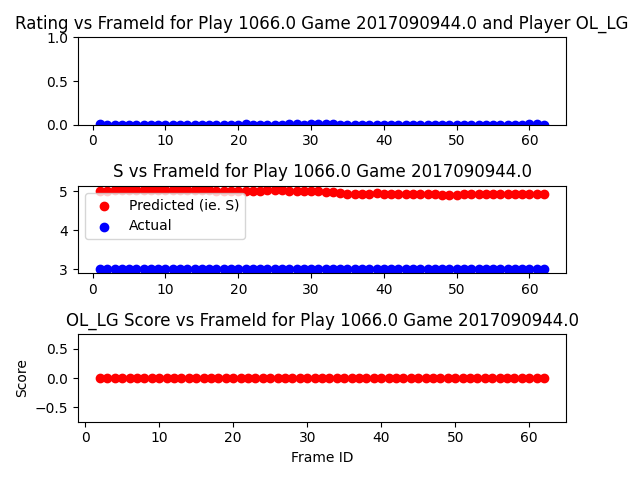 Rating vs FrameId for Play 1066.0 Game 2017090944.0 and Player OL_LG
1.0
0.5
0.0
0 10 20 30 40 50 60
S vs FrameId for Play 1066.0 Game 2017090944.0
5
4
3
Predicted (ie. S)
Actual
0 10 20 30 40 50 60
OL_LG Score vs FrameId for Play 1066.0 Game 2017090944.0
Score
0.5
0.0
−0.5
0 10 20 30 40 50 60
Frame ID